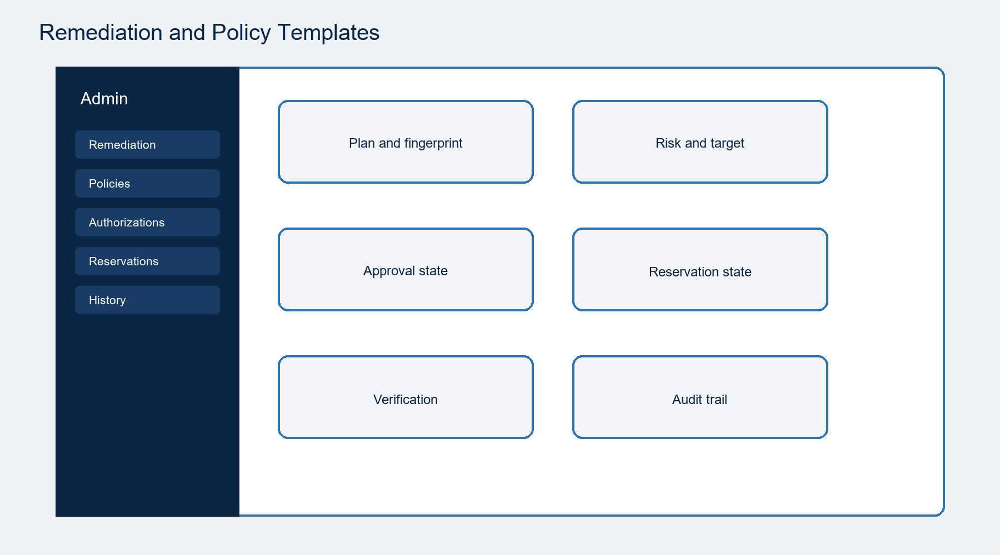 Remediation and Policy Templates
Admin
Remediation
Policies
Authorizations
Reservations
History
Plan and fingerprint
Risk and target
Approval state
Reservation state
Verification
Audit trail